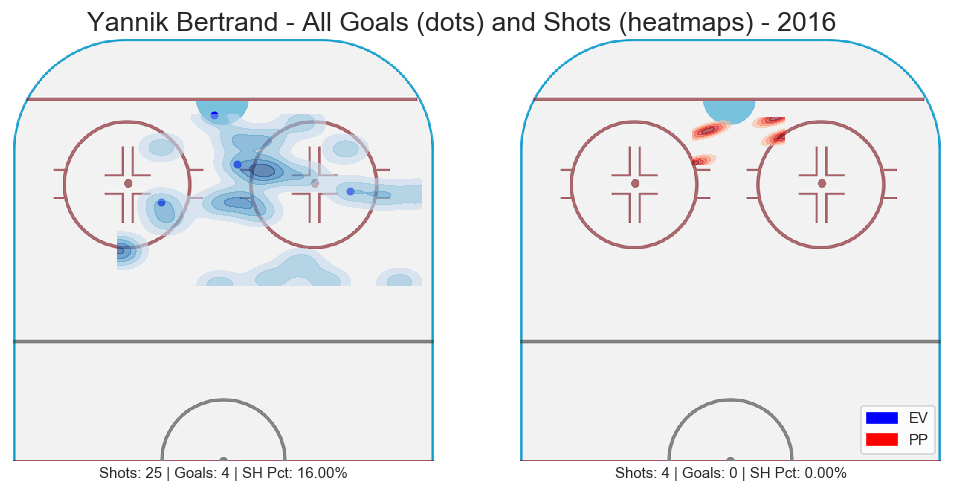 Yannik Bertrand - All Goals (dots) and Shots (heatmaps) - 2016
EV
PP
Shots: 25 | Goals: 4 | SH Pct: 16.00%
Shots: 4 | Goals: 0 | SH Pct: 0.00%